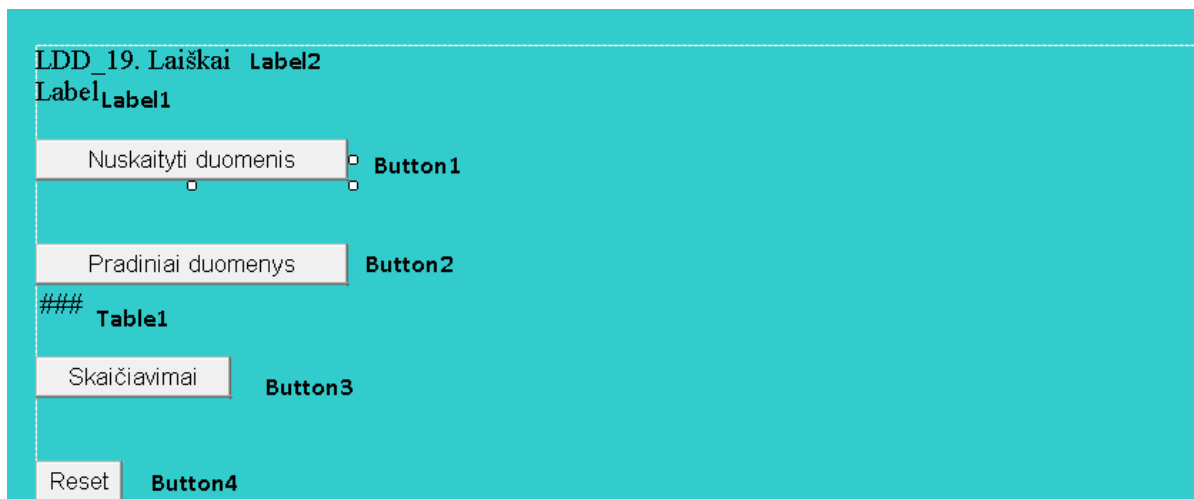 LDD_19. Laiškai Label2
Label Label1
Nuskaityti duomenis Button1
Pradiniai duomenys Button2
### Table1
Skaičiavimai Button3
Reset Button4